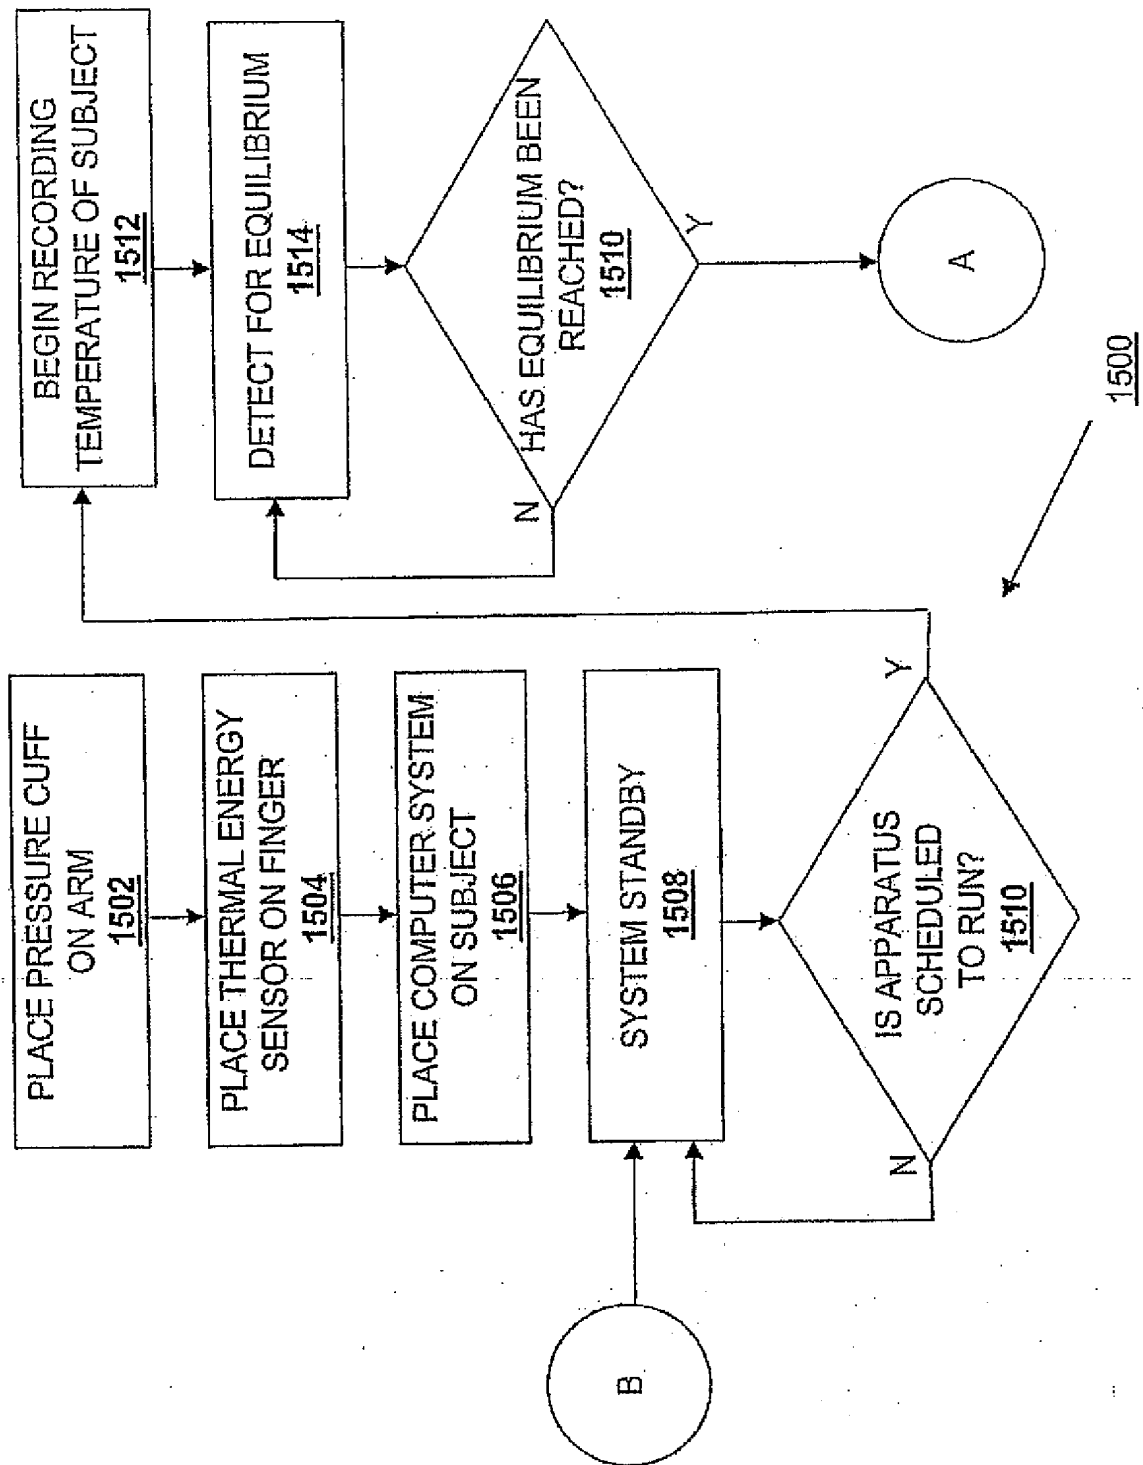 PLACE PRESSURE CUFF
ON ARM
1502
PLACE THERMAL ENERGY
SENSOR ON FINGER
1504
PLACE COMPUTER SYSTEM
ON SUBJECT
1506
SYSTEM STANDBY
1508
B
IS APPARATUS
SCHEDULED
TO RUN?
1510
N
Y
BEGIN RECORDING
TEMPERATURE OF SUBJECT
1512
DETECT FOR EQUILIBRIUM
1514
HAS EQUILIBRIUM BEEN
REACHED?
1510
N
Y
A
1500